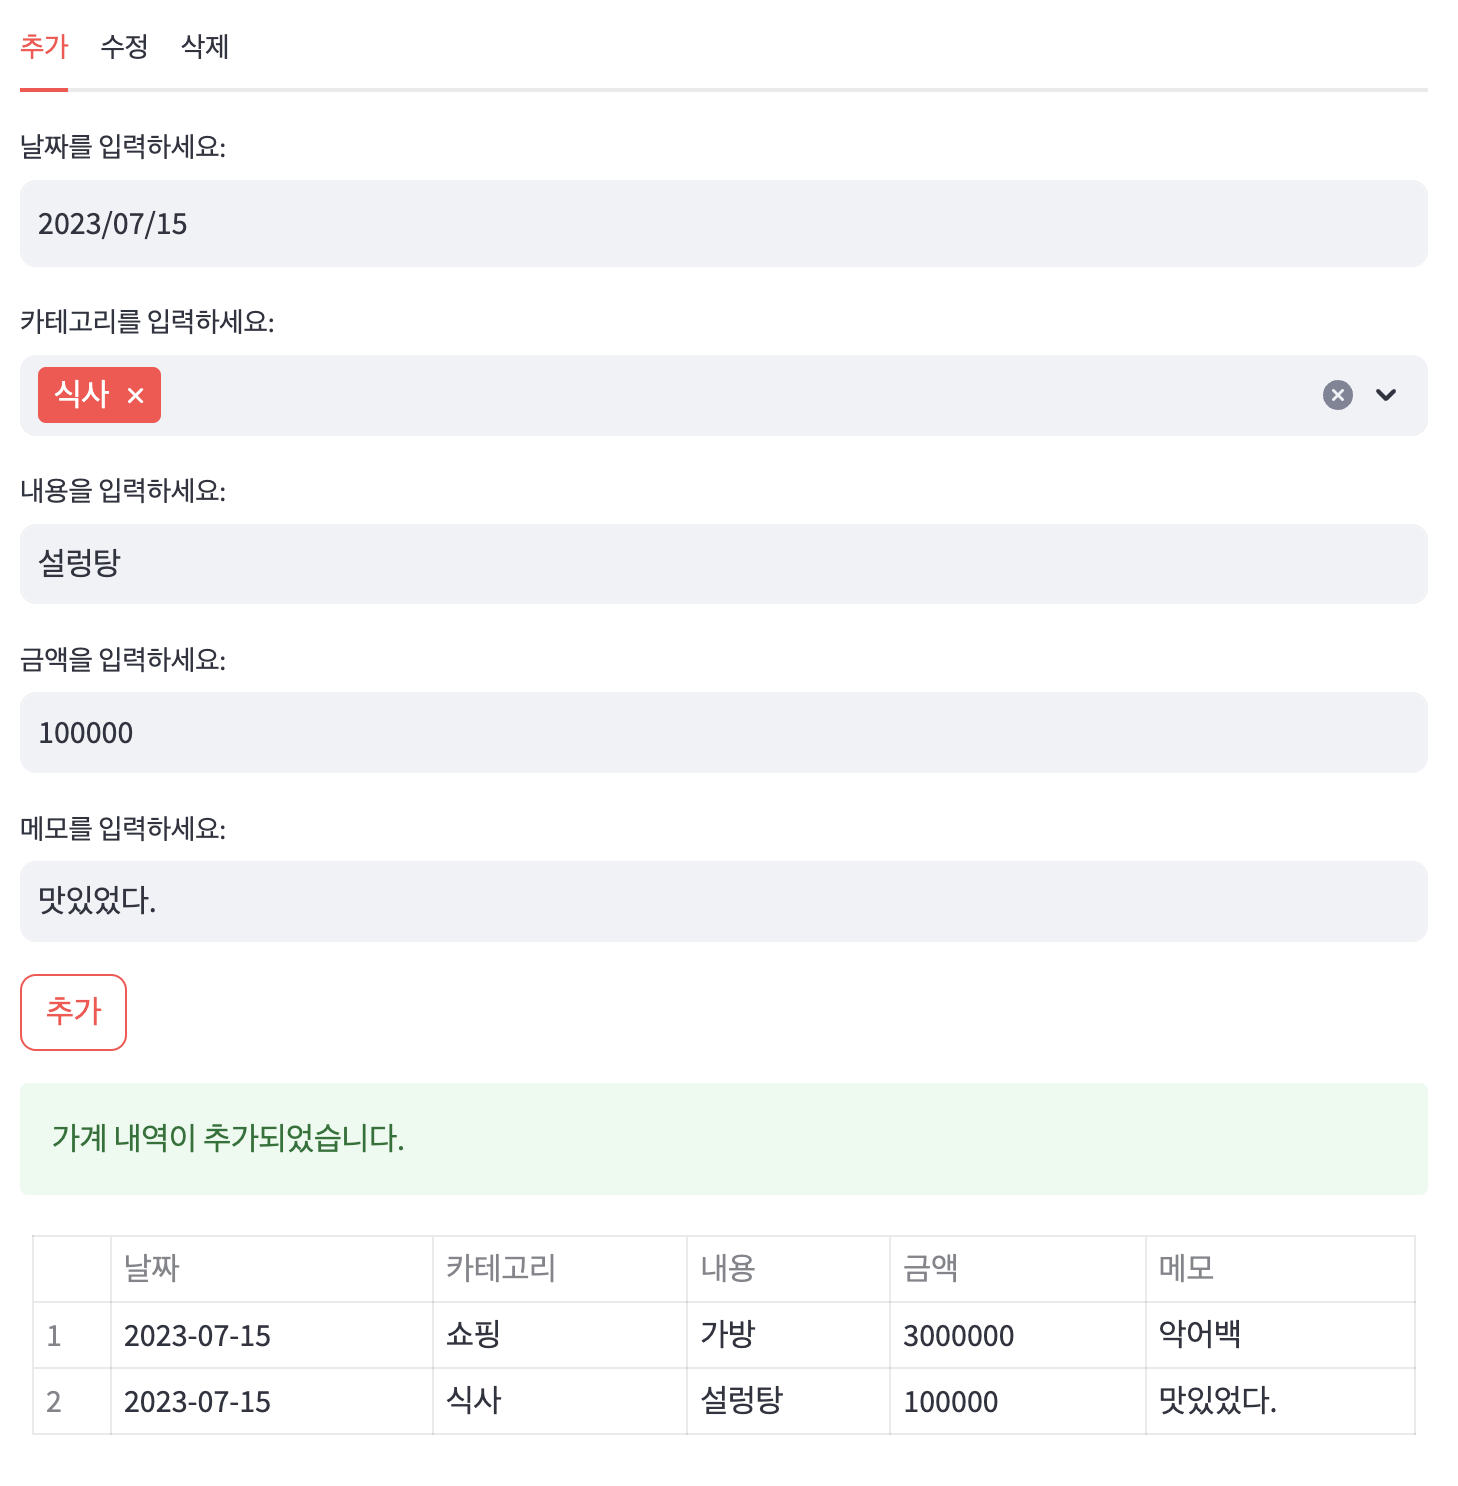 추가 수정 삭제
날짜를 입력하세요:
2023/07/15
카테고리를 입력하세요:
식사
내용을 입력하세요:
설렁탕
금액을 입력하세요:
100000
메모를 입력하세요:
맛있었다.
추가
가계 내역이 추가되었습니다.
날짜 카테고리 내용 금액 메모
1 2023-07-15 쇼핑 가방 3000000 악어백
2 2023-07-15 식사 설렁탕 100000 맛있었다.